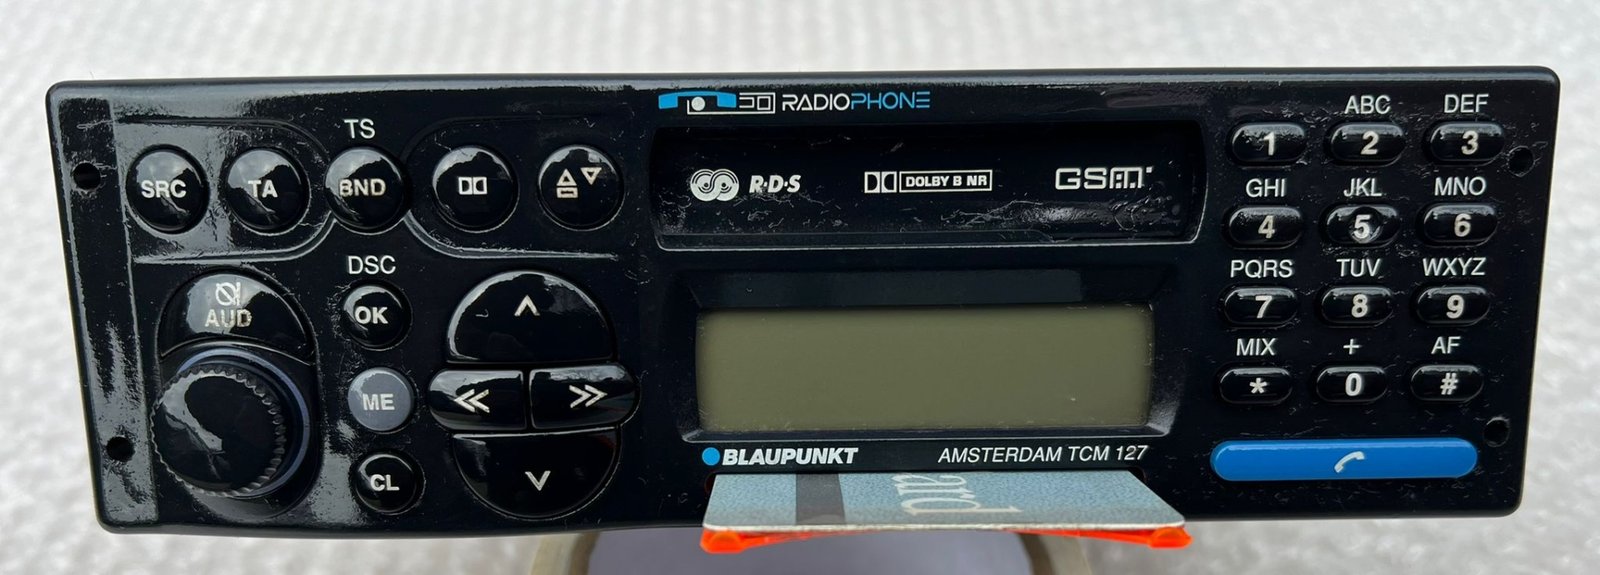 RADIOPHONE
TS
SRC
TA
BND
R·D·S
DOLBY B NR
GSM
ABC
DEF
1
2
3
GHI
JKL
MNO
4
5
6
PQRS
TUV
WXYZ
7
8
9
MIX
+
AF
*
0
#
AUD
DSC
OK
ME
CL
BLAUPUNKT
AMSTERDAM TCM 127
ard